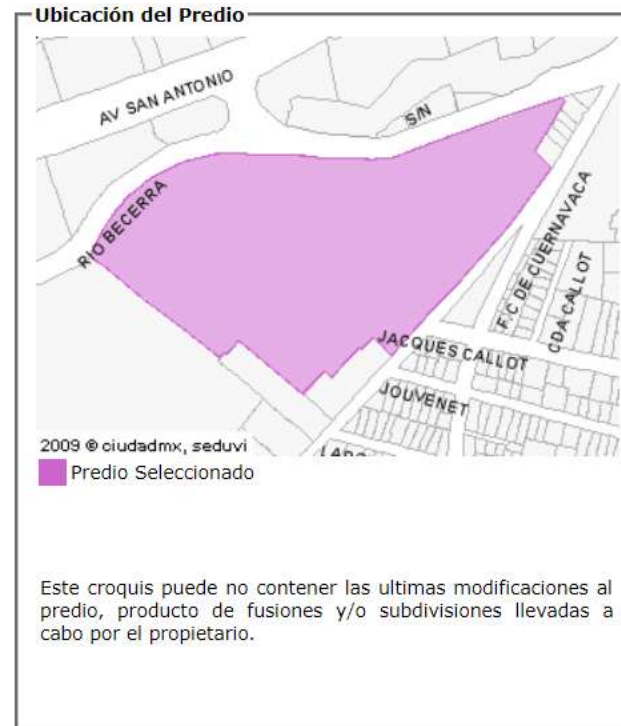 Ubicación del Predio
AV SAN ANTONIO
S/N
RIO BECERRA
F.C DE CUERNAVACA
CDA CALLOT
JACQUES CALLOT
JOUVENET
2009 © ciudadmx, seduvi
Predio Seleccionado
Este croquis puede no contener las ultimas modificaciones al
predio, producto de fusiones y/o subdivisiones llevadas a
cabo por el propietario.